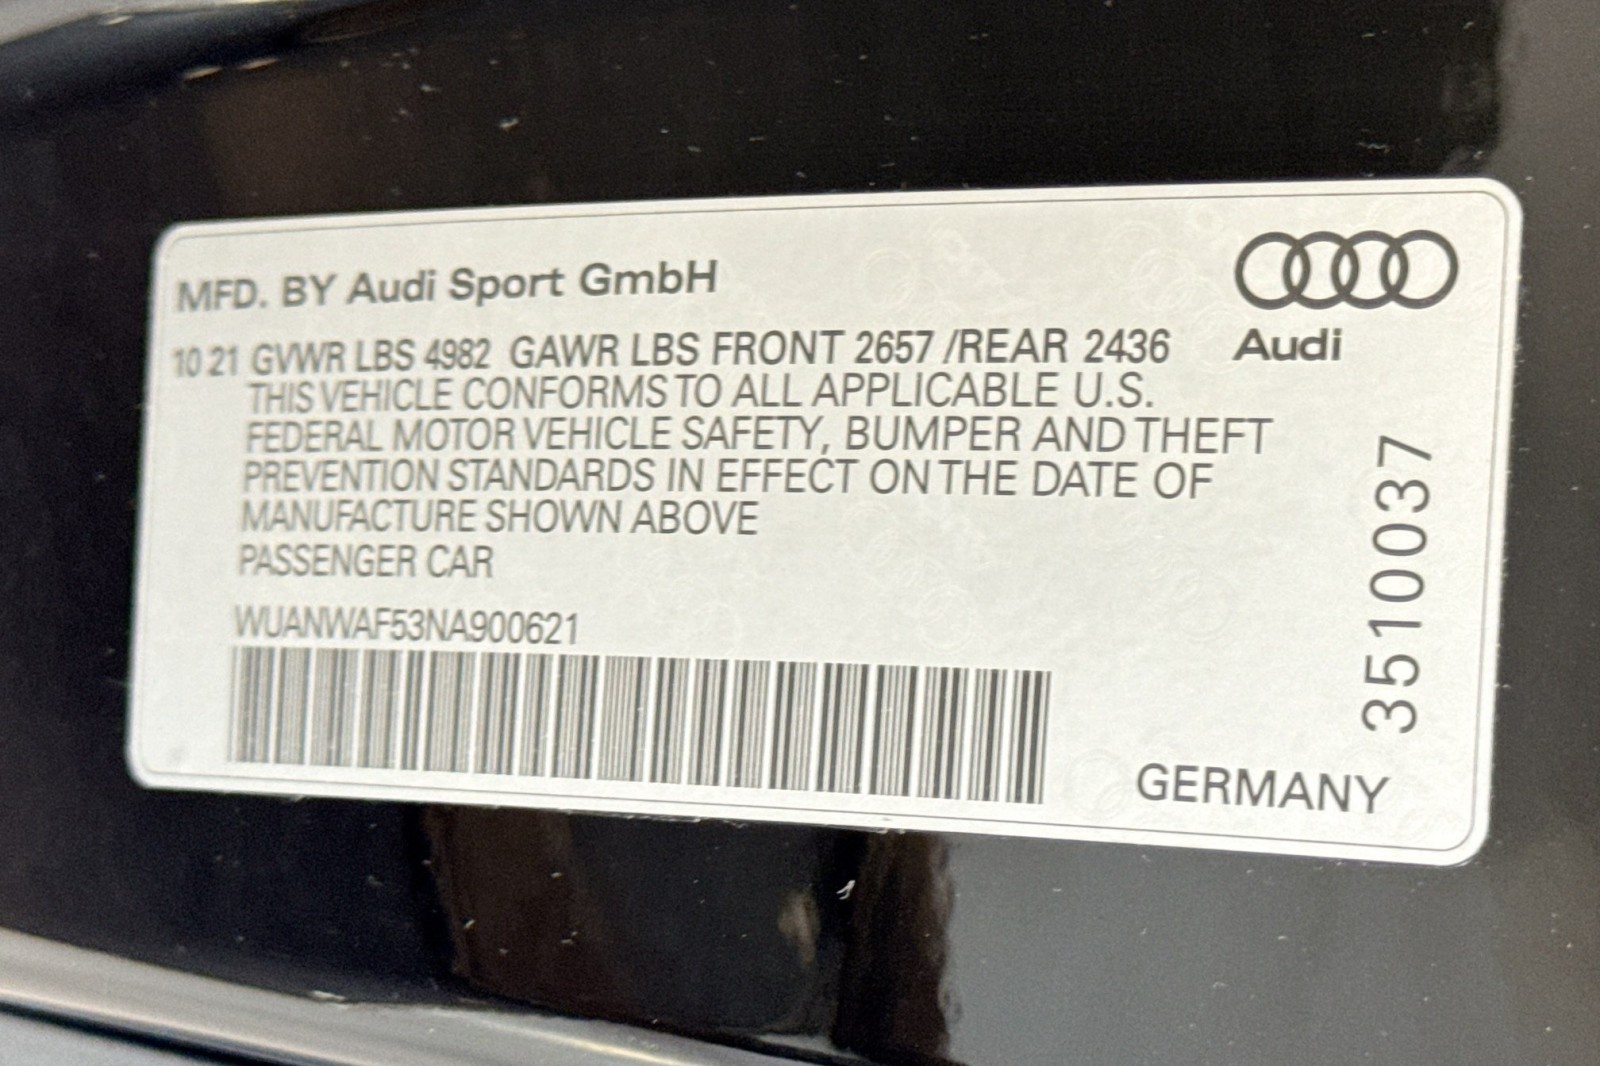 MFD. BY Audi Sport GmbH
10 21 GVWR LBS 4982 GAWR LBS FRONT 2657 /REAR 2436
THIS VEHICLE CONFORMS TO ALL APPLICABLE U.S.
FEDERAL MOTOR VEHICLE SAFETY, BUMPER AND THEFT
PREVENTION STANDARDS IN EFFECT ON THE DATE OF
MANUFACTURE SHOWN ABOVE
PASSENGER CAR
WUANWAF53NA900621
Audi
3510037
GERMANY